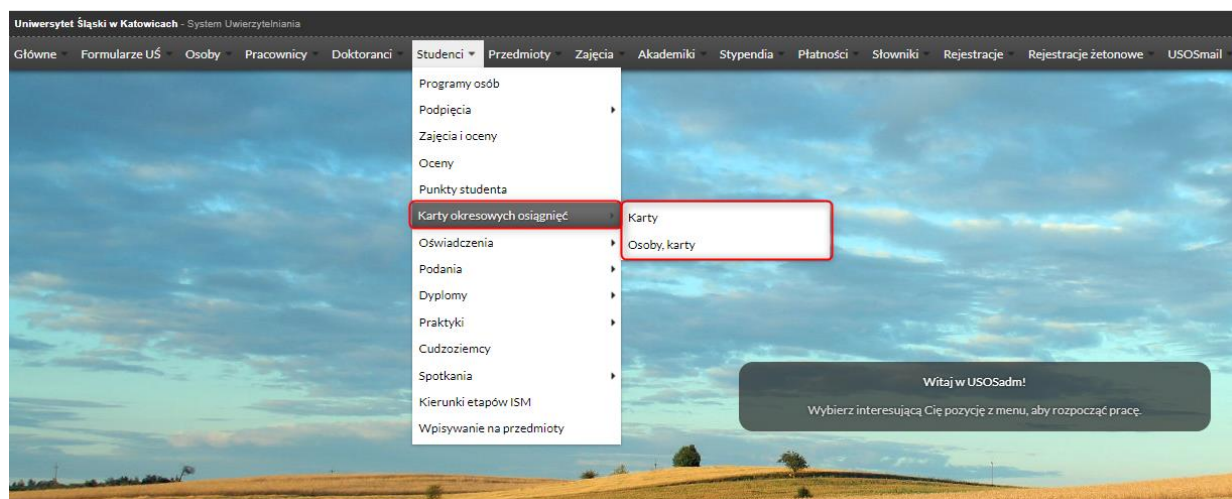 Uniwersytet Śląski w Katowicach - System Uwierzytelniania
Główne Formularze UŚ Osoby Pracownicy Doktoranci Studenci Przedmioty Zajęcia Akademiki Stypendia Płatności Słowniki Rejestracje Rejestracje żetonowe USOSmail
Programy osób
Podpięcia
Zajęcia i oceny
Oceny
Punkty studenta
Karty okresowych osiągnięć
Karty
Osoby, karty
Oświadczenia
Podania
Dyplomy
Praktyki
Cudzoziemcy
Spotkania
Kierunki etapów ISM
Wpisywanie na przedmioty
Witaj w USOSadm!
Wybierz interesującą Cię pozycję z menu, aby rozpocząć pracę.